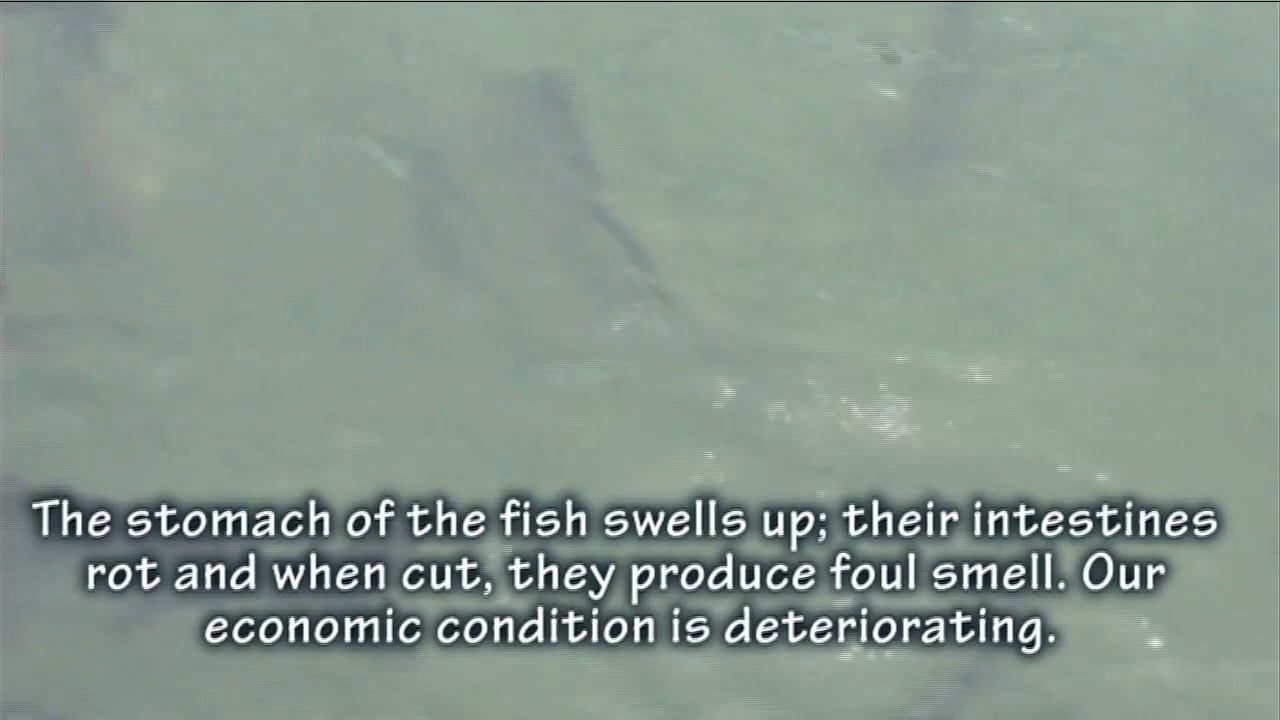 The stomach of the fish swells up; their intestines
rot and when cut, they produce foul smell. Our
economic condition is deteriorating.